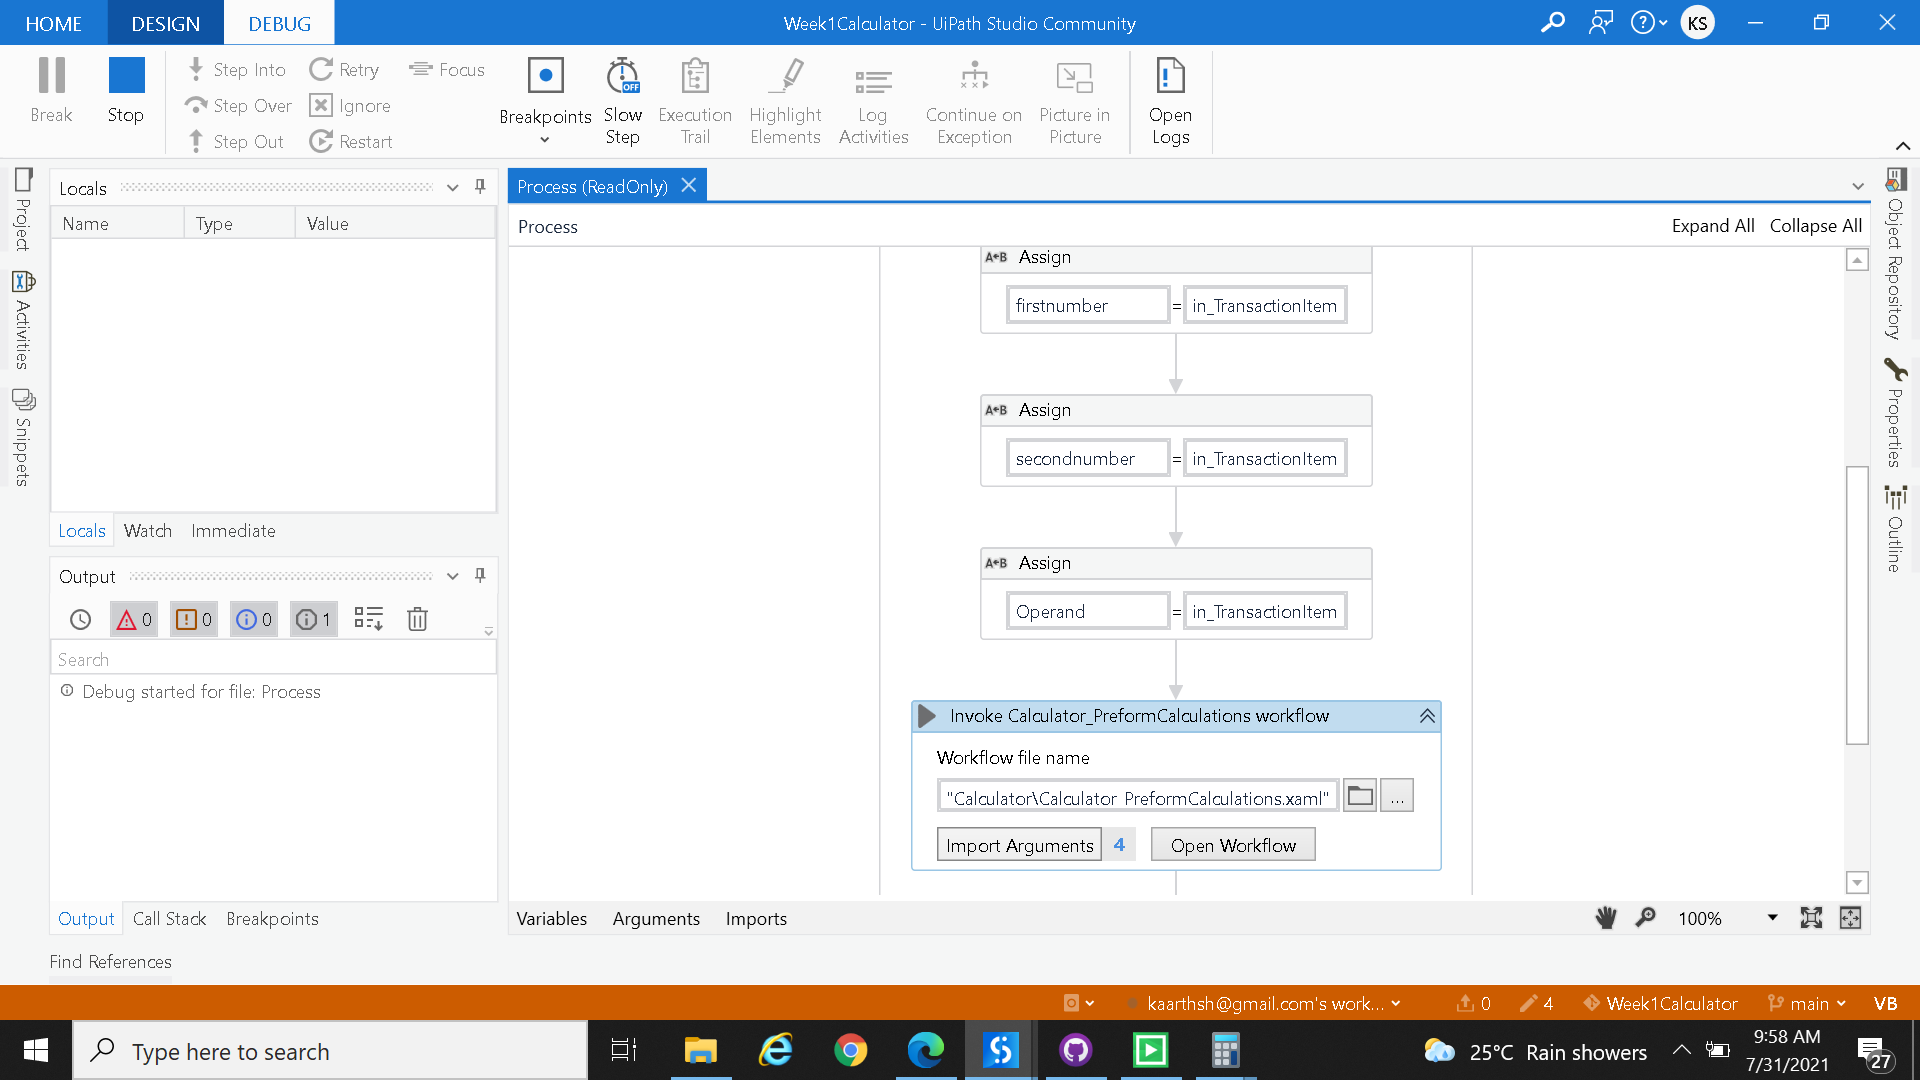 HOME
DESIGN
DEBUG
Week1Calculator - UiPath Studio Community
KS
Break
Stop
Step Into
Step Over
Step Out
Retry
Ignore
Restart
Focus
Breakpoints
Slow
Step
OFF
Execution
Trail
Highlight
Elements
Log
Activities
Continue on
Exception
Picture in
Picture
Open
Logs
Project
Activities
Snippets
Locals
Name Type Value
Locals Watch Immediate
Output
0 0 0 1
Search
Debug started for file: Process
Output Call Stack Breakpoints
Find References
Process (ReadOnly)
Process
Expand All Collapse All
A←B Assign
firstnumber = in_TransactionItem
A←B Assign
secondnumber = in_TransactionItem
A←B Assign
Operand = in_TransactionItem
Invoke Calculator_PreformCalculations workflow
Workflow file name
"Calculator\Calculator_PreformCalculations.xaml"
...
Import Arguments 4 Open Workflow
Variables Arguments Imports
100%
Object Repository
Properties
Outline
kaarthsh@gmail.com's work...
0
4
Week1Calculator
main
VB
Type here to search
25°C Rain showers
9:58 AM
7/31/2021
27